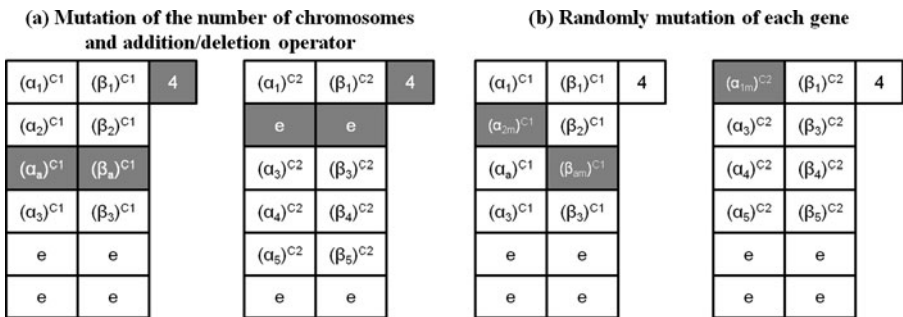 (a) Mutation of the number of chromosomes
and addition/deletion operator
(α₁)ᶜ¹ (β₁)ᶜ¹ 4
(α₂)ᶜ¹ (β₂)ᶜ¹
(αₐ)ᶜ¹ (βₐ)ᶜ¹
(α₃)ᶜ¹ (β₃)ᶜ¹
e e
e e
(α₁)ᶜ² (β₁)ᶜ² 4
e e
(α₃)ᶜ² (β₃)ᶜ²
(α₄)ᶜ² (β₄)ᶜ²
(α₅)ᶜ² (β₅)ᶜ²
e e
(b) Randomly mutation of each gene
(α₁)ᶜ¹ (β₁)ᶜ¹ 4
(α₂ₘ)ᶜ¹ (β₂)ᶜ¹
(αₐ)ᶜ¹ (βₐₘ)ᶜ¹
(α₃)ᶜ¹ (β₃)ᶜ¹
e e
e e
(α₁ₘ)ᶜ² (β₁)ᶜ² 4
(α₃)ᶜ² (β₃)ᶜ²
(α₄)ᶜ² (β₄)ᶜ²
(α₅)ᶜ² (β₅)ᶜ²
e e
e e